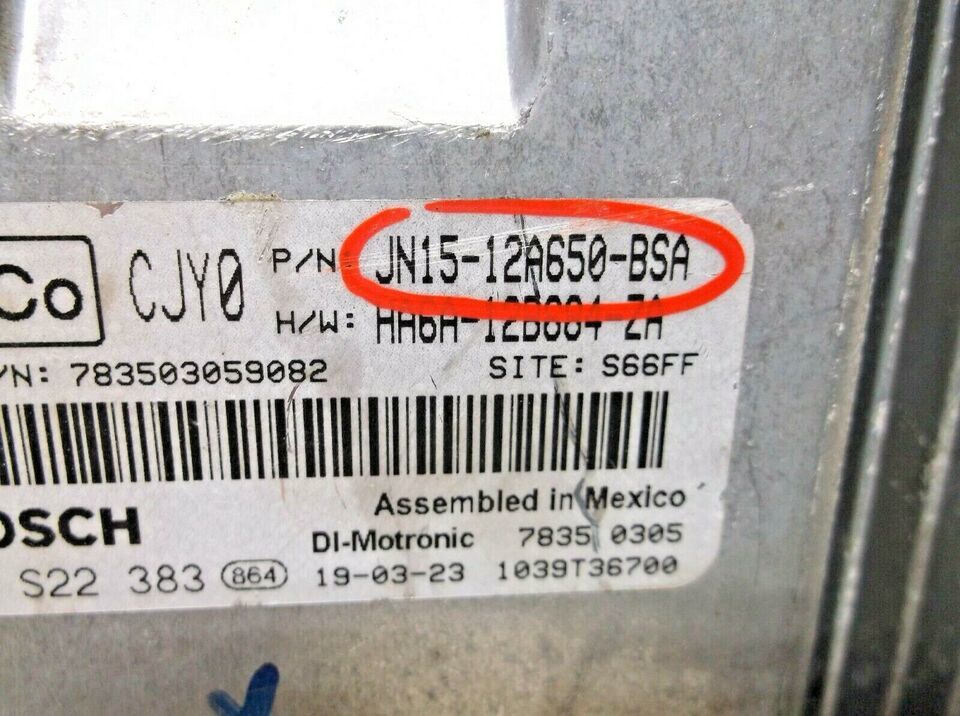 Co
CJY0
P/N: JN15-12A650-BSA
H/W: HH6A-12B684-ZA
/N: 783503059082 SITE: S66FF
OSCH
Assembled in Mexico
DI-Motronic 7835 0305
S22 383 864 19-03-23 1039T36700